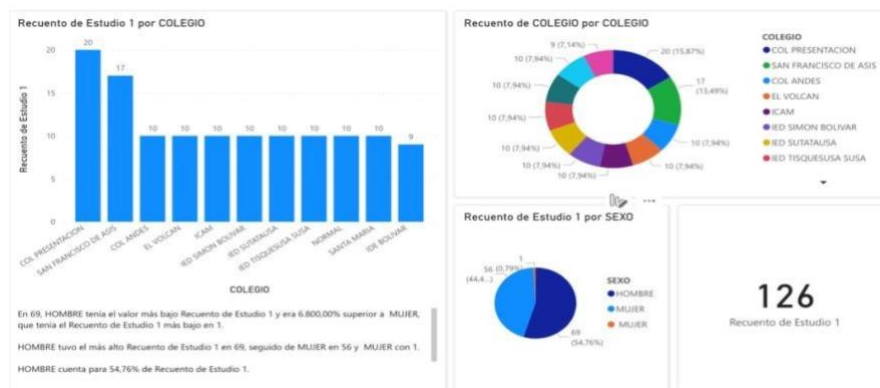 Recuento de Estudio 1 por COLEGIO
20
15
10
5
0
Recuento de Estudio 1
20
17
10
10
10
10
10
10
10
10
9
COL PRESENTACION
SAN FRANCISCO DE ASIS
COL ANDES
EL VOLCAN
ICAM
IED SIMON BOLIVAR
IED SUTATAUSA
IED TISQUESUSA SUSA
NORMAL
SANTA MARIA
IDE BOLIVAR
COLEGIO
En 69, HOMBRE tenía el valor más bajo Recuento de Estudio 1 y era 6.800,00% superior a MUJER,
que tenía el Recuento de Estudio 1 más bajo en 1.
HOMBRE tuvo el más alto Recuento de Estudio 1 en 69, seguido de MUJER en 56 y MUJER con 1.
HOMBRE cuenta para 54,76% de Recuento de Estudio 1.
Recuento de COLEGIO por COLEGIO
9 (7,14%)
10 (7,94%)
10 (7,94%)
10 (7,94%)
10 (7,94%)
10 (7,94%)
10 (7,94%)
10 (7,94%)
10 (7,94%)
17
(13,49%)
20 (15,87%)
COLEGIO
COL PRESENTACION
SAN FRANCISCO DE ASIS
COL ANDES
EL VOLCAN
ICAM
IED SIMON BOLIVAR
IED SUTATAUSA
IED TISQUESUSA SUSA
Recuento de Estudio 1 por SEXO
1
(0,79%)
56
(44,4...)
69
(54,76%)
SEXO
HOMBRE
MUJER
MUJER
126
Recuento de Estudio 1